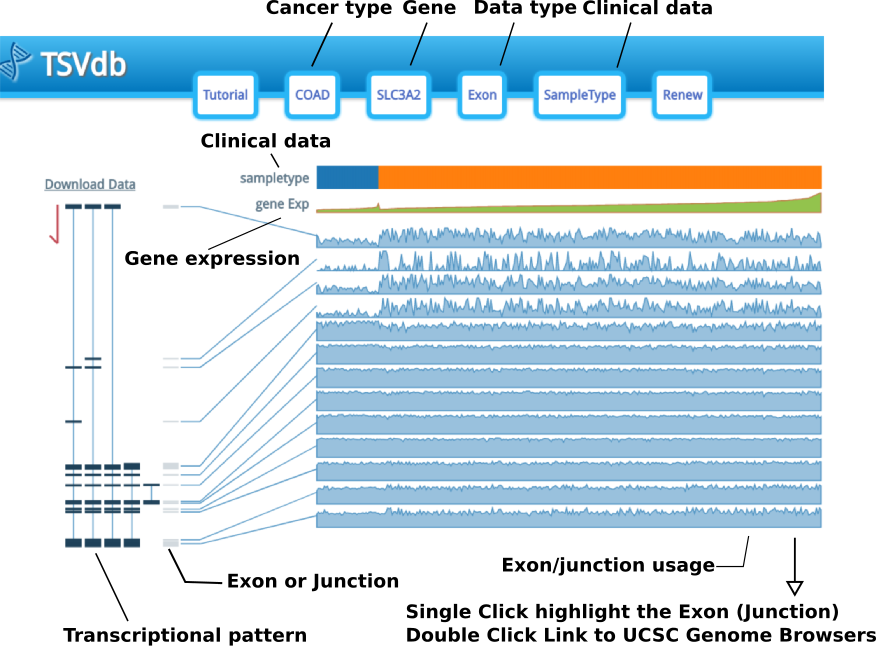 Cancer type Gene Data type Clinical data
TSVdb
Tutorial COAD SLC3A2 Exon SampleType Renew
Clinical data
sampletype
Download Data
gene Exp
Gene expression
Exon/junction usage
Exon or Junction
Single Click highlight the Exon (Junction)
Transcriptional pattern
Double Click Link to UCSC Genome Browsers